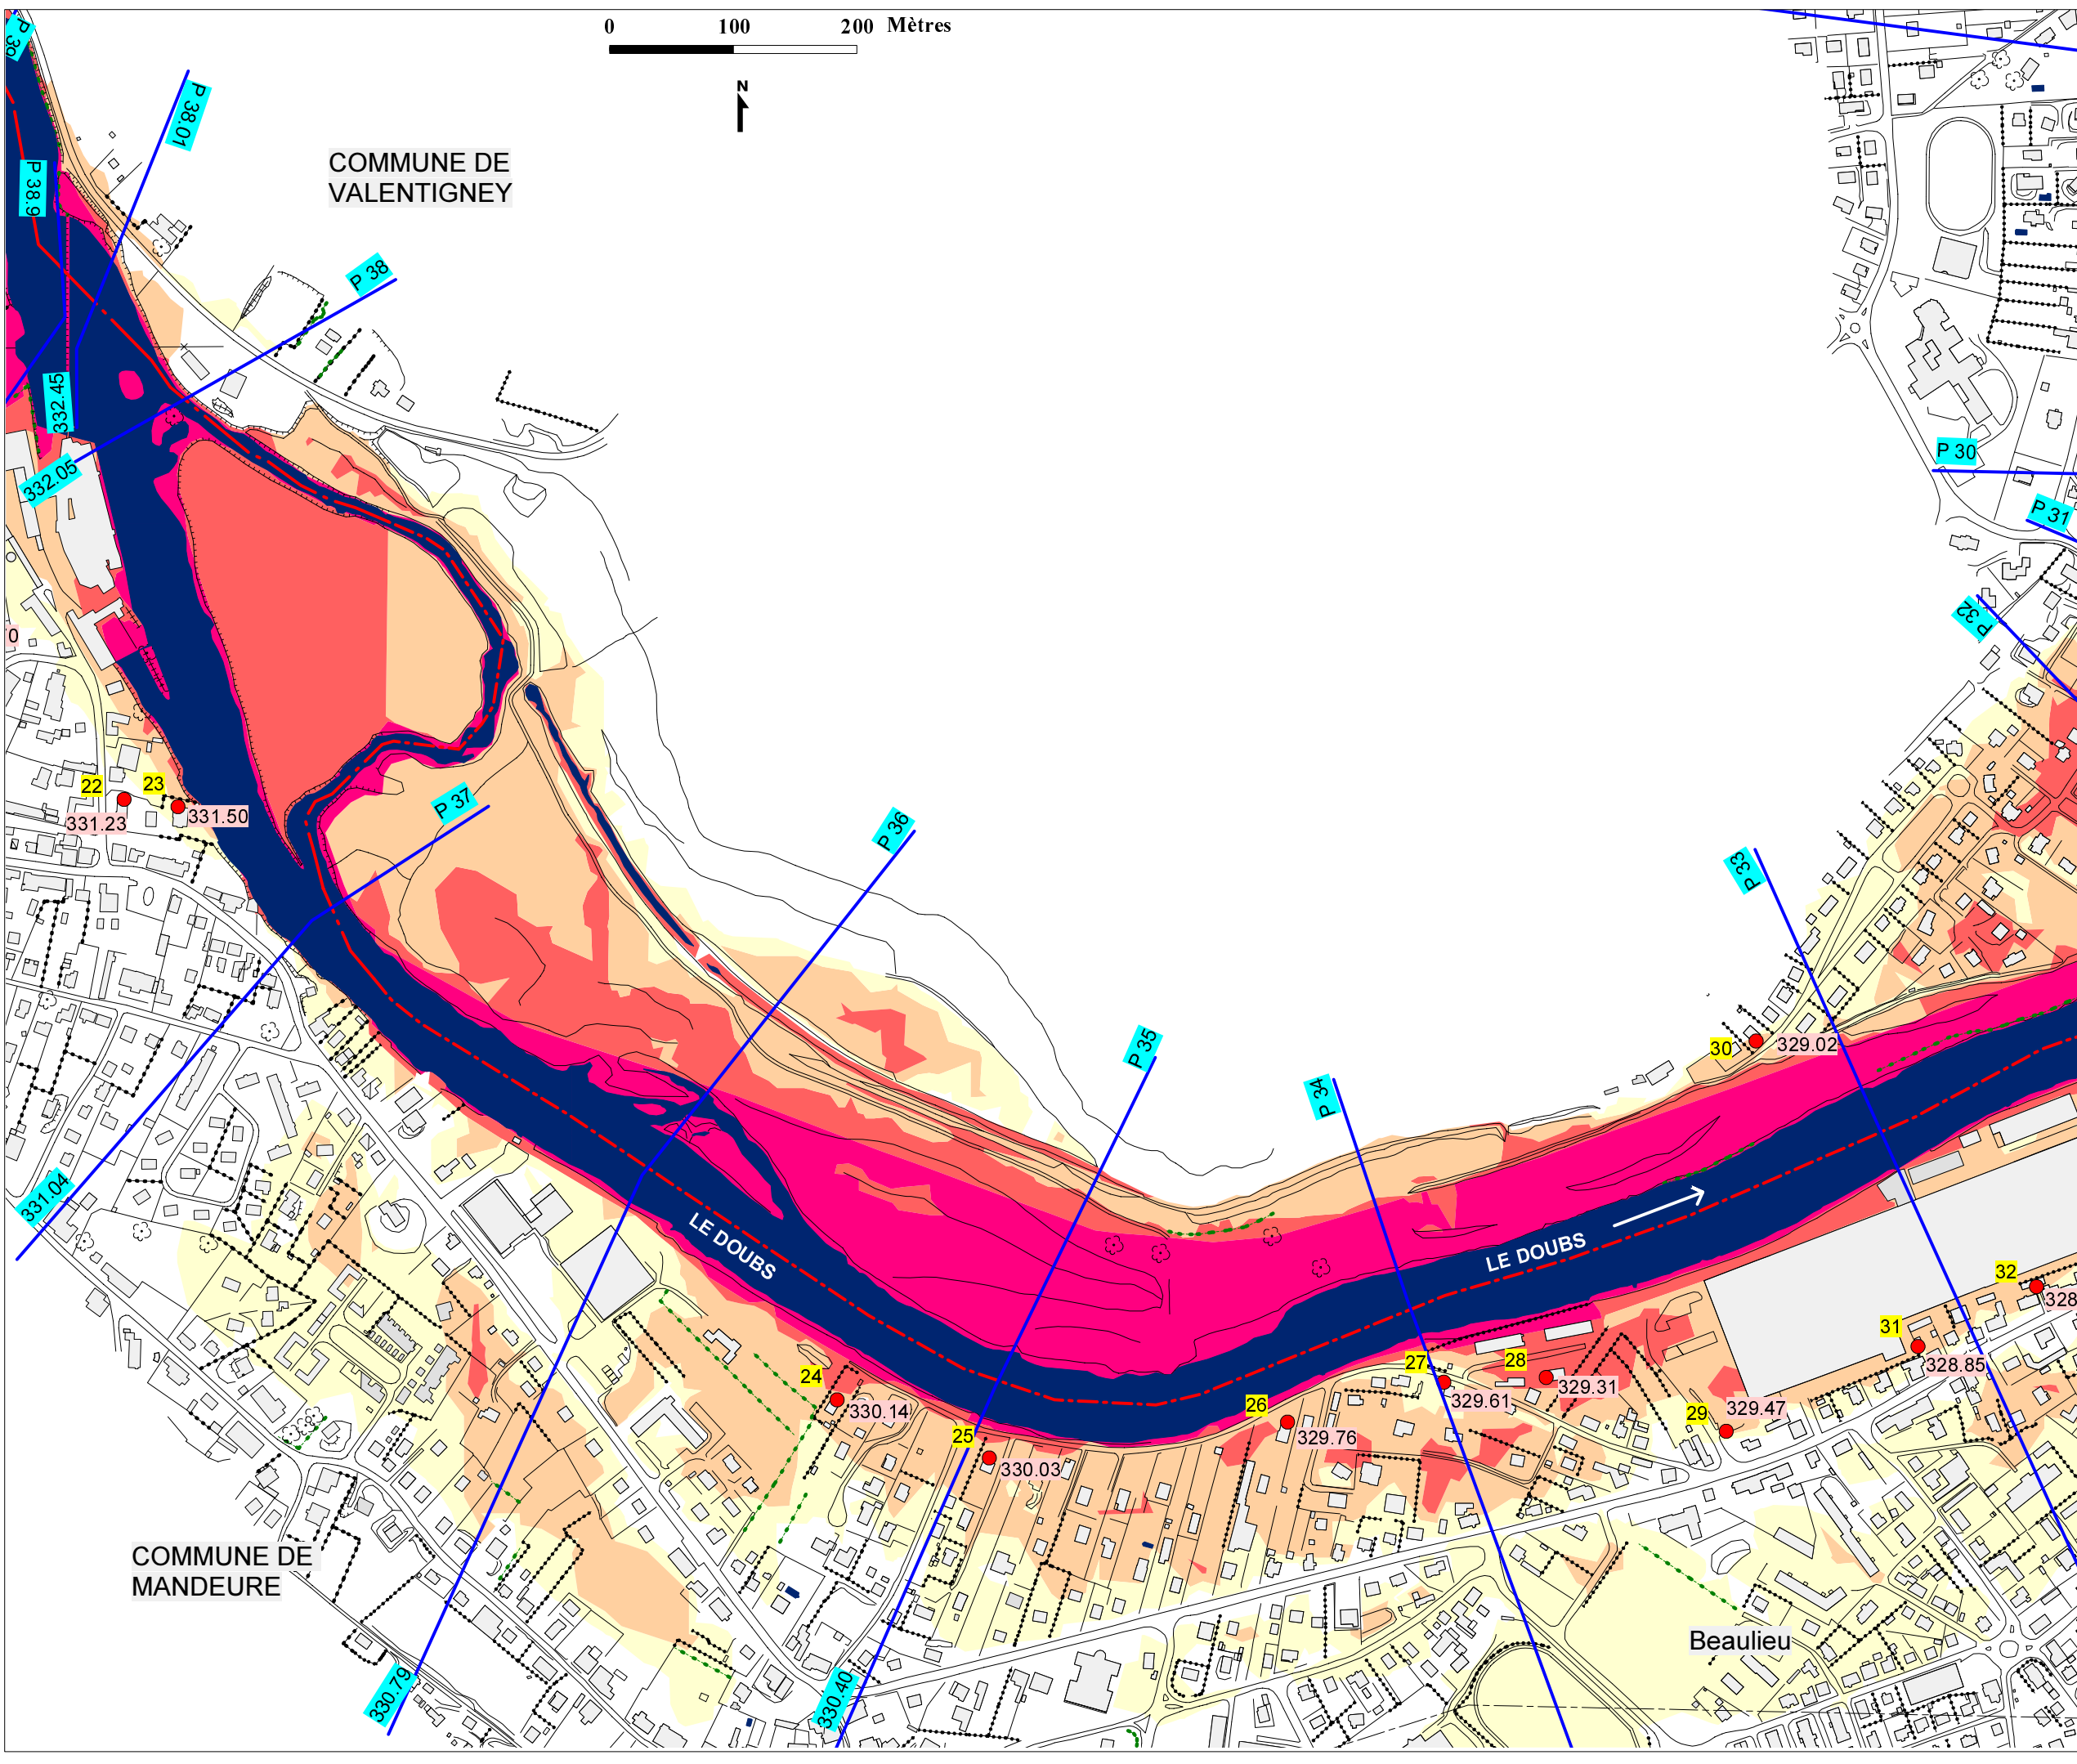 0 100 200 Mètres
N
P 39
P 38.01
COMMUNE DE
VALENTIGNEY
P 38.9
P 38
332.45
332.05
P 30
P 31
P 32
0
22
23
331.23
331.50
P 37
P 36
P 33
P 35
P 34
30
329.02
331.04
LE DOUBS
LE DOUBS
32
328
31
328.85
27
28
329.61
329.31
24
330.14
26
329.76
29
329.47
25
330.03
COMMUNE DE
MANDEURE
Beaulieu
330.79
330.40